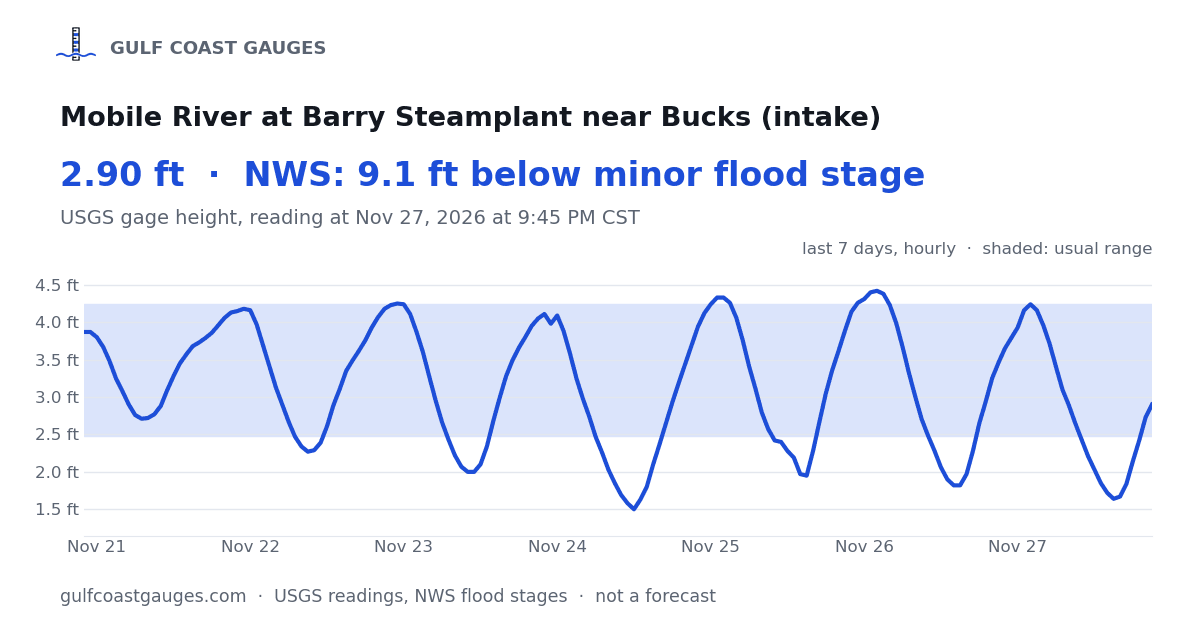 GULF COAST GAUGES
Mobile River at Barry Steamplant near Bucks (intake)
2.90 ft · NWS: 9.1 ft below minor flood stage
USGS gage height, reading at Nov 27, 2026 at 9:45 PM CST
last 7 days, hourly · shaded: usual range
4.5 ft
4.0 ft
3.5 ft
3.0 ft
2.5 ft
2.0 ft
1.5 ft
Nov 21 Nov 22 Nov 23 Nov 24 Nov 25 Nov 26 Nov 27
gulfcoastgauges.com · USGS readings, NWS flood stages · not a forecast